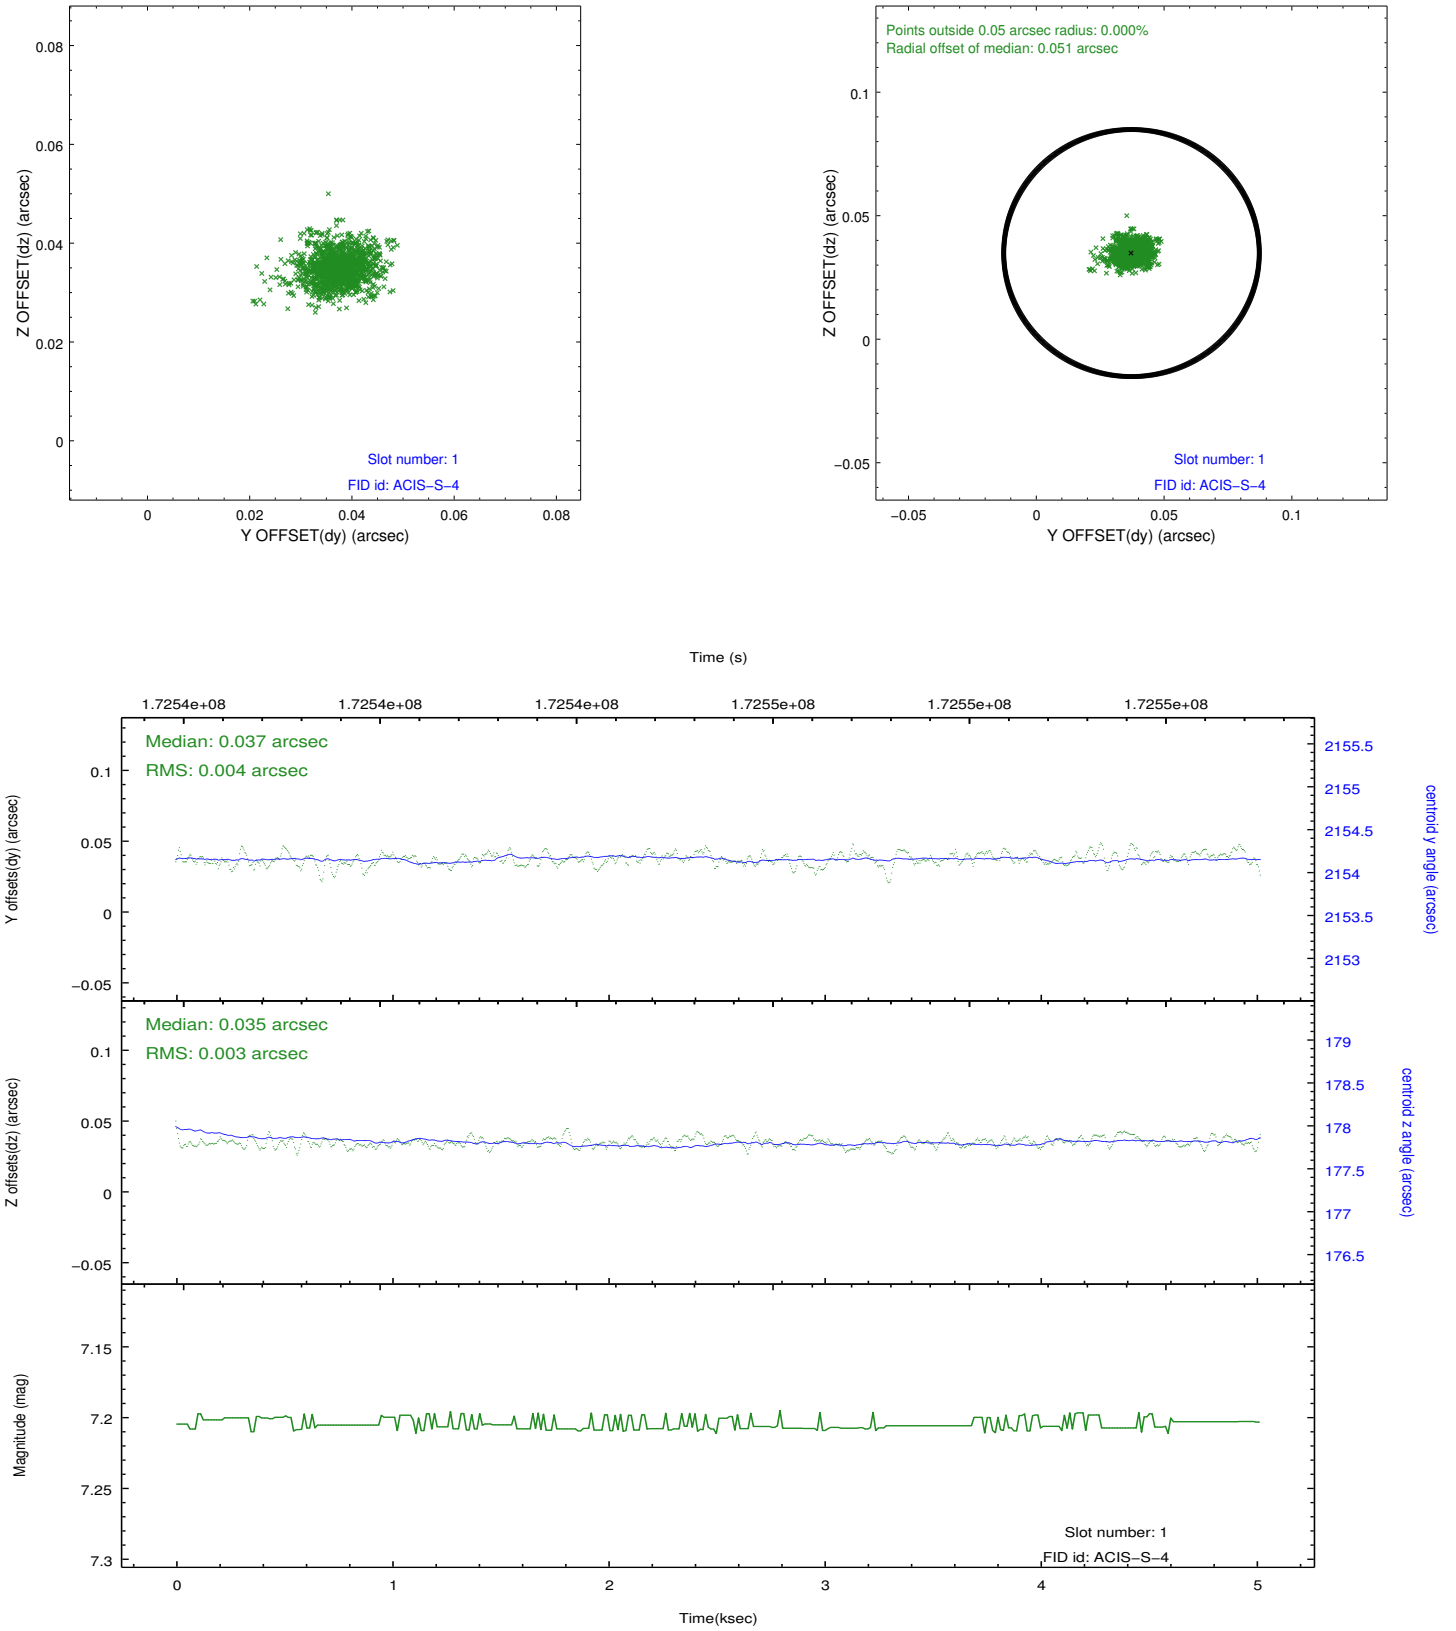 0.08
0.06
0.04
0.02
0
Z OFFSET(dz) (arcsec)
Slot number: 1
FID id: ACIS−S−4
0 0.02 0.04 0.06 0.08
Y OFFSET(dy) (arcsec)
Points outside 0.05 arcsec radius: 0.000%
Radial offset of median: 0.051 arcsec
0.1
0.05
0
−0.05
Z OFFSET(dz) (arcsec)
Slot number: 1
FID id: ACIS−S−4
−0.05 0 0.05 0.1
Y OFFSET(dy) (arcsec)
Time (s)
1.7254e+08 1.7254e+08 1.7254e+08 1.7255e+08 1.7255e+08 1.7255e+08
Median: 0.037 arcsec
RMS: 0.004 arcsec
0.1
0.05
0
−0.05
Y offsets(dy) (arcsec)
2155.5
2155
2154.5
2154
2153.5
2153
centroid y angle (arcsec)
Median: 0.035 arcsec
RMS: 0.003 arcsec
0.1
0.05
0
−0.05
Z offsets(dz) (arcsec)
179
178.5
178
177.5
177
176.5
centroid z angle (arcsec)
7.15
7.2
7.25
7.3
Magnitude (mag)
Slot number: 1
FID id: ACIS−S−4
0 1 2 3 4 5
Time(ksec)